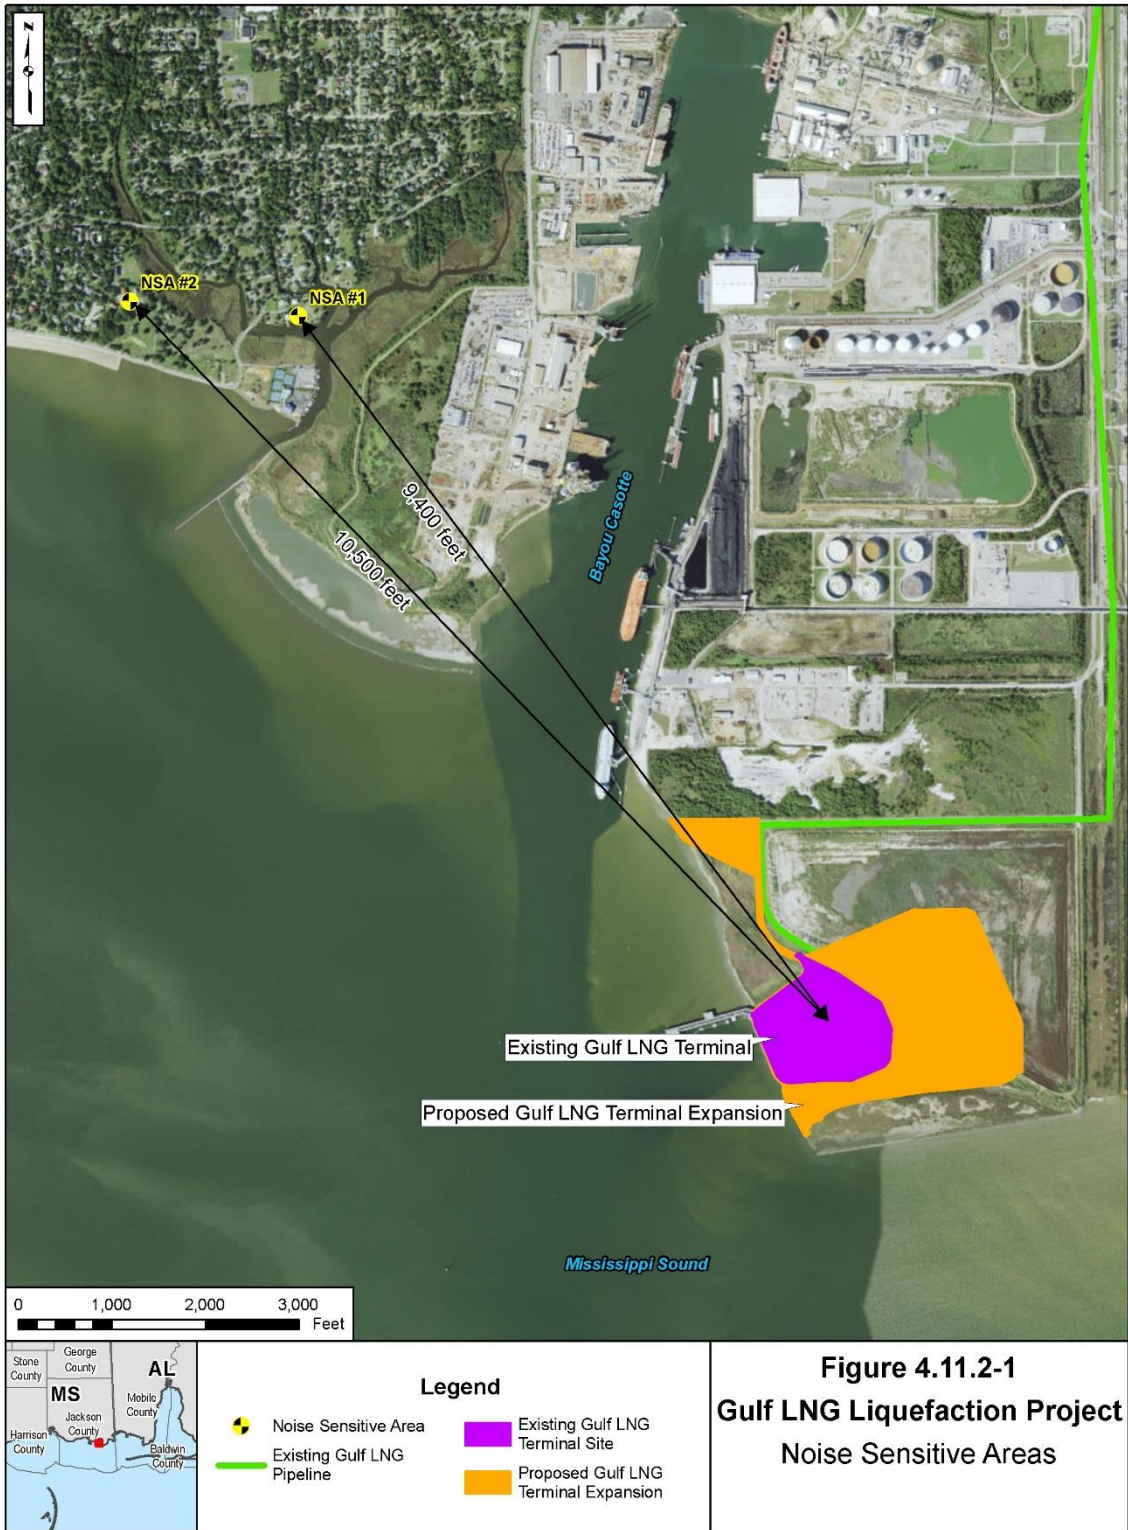 N
NSA #2
NSA #1
9,400 feet
10,500 feet
Bayou Casotte
Existing Gulf LNG Terminal
Proposed Gulf LNG Terminal Expansion
Mississippi Sound
0 1,000 2,000 3,000
Feet
Stone
County
George
County
AL
MS
Mobile
County
Jackson
County
Harrison
County
Baldwin
County
Legend
Noise Sensitive Area
Existing Gulf LNG
Pipeline
Existing Gulf LNG
Terminal Site
Proposed Gulf LNG
Terminal Expansion
Figure 4.11.2-1
Gulf LNG Liquefaction Project
Noise Sensitive Areas